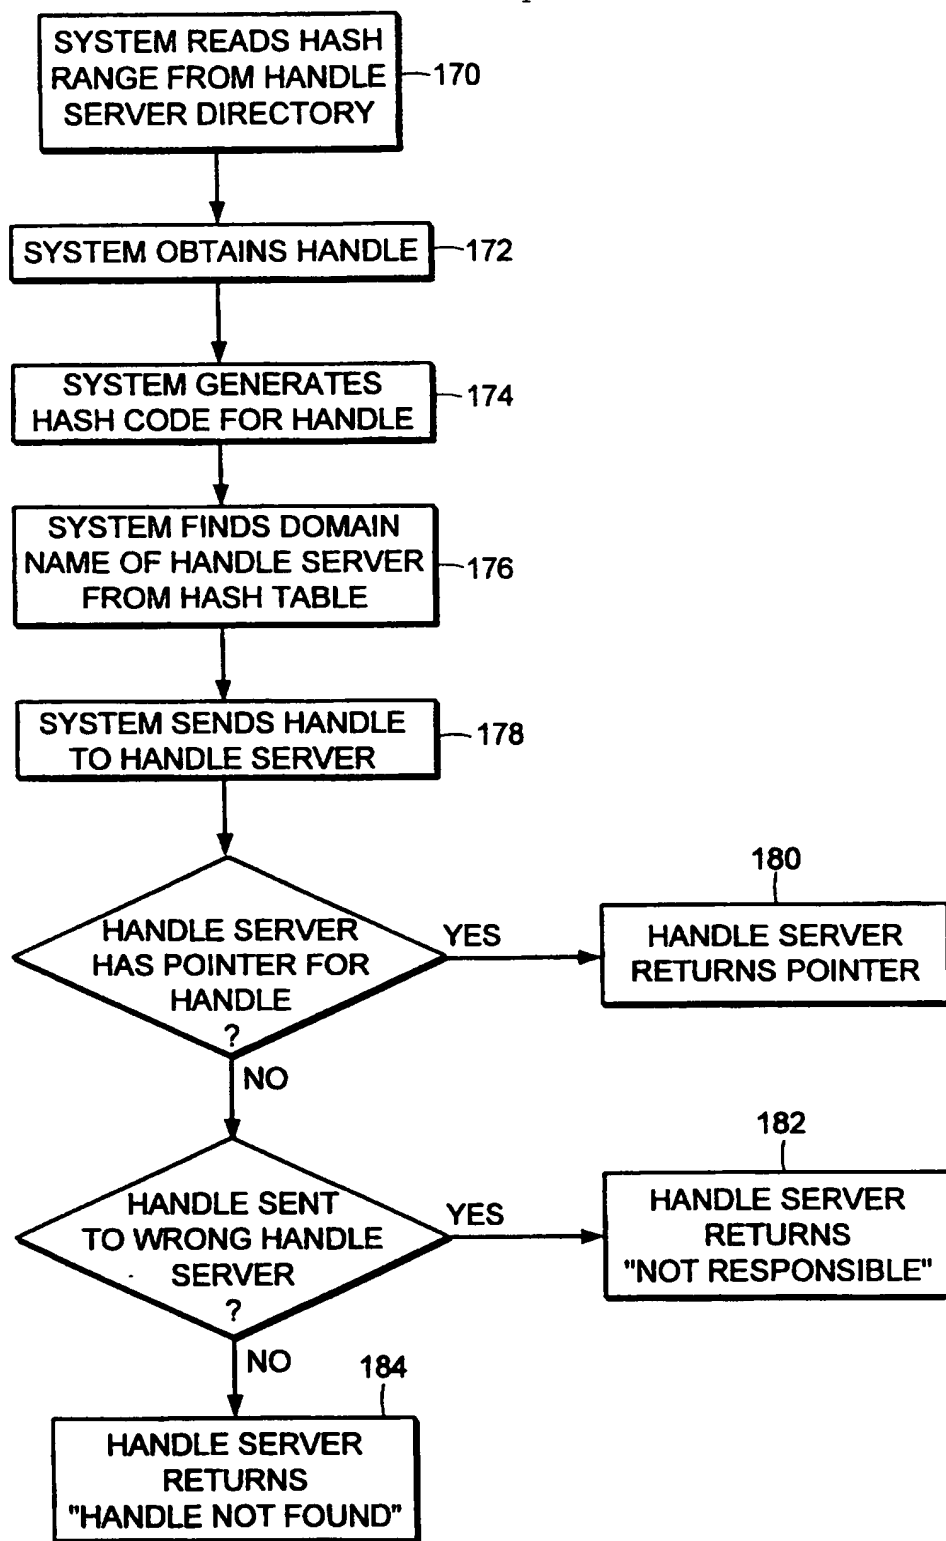 SYSTEM READS HASH
RANGE FROM HANDLE
SERVER DIRECTORY
170
SYSTEM OBTAINS HANDLE
172
SYSTEM GENERATES
HASH CODE FOR HANDLE
174
SYSTEM FINDS DOMAIN
NAME OF HANDLE SERVER
FROM HASH TABLE
176
SYSTEM SENDS HANDLE
TO HANDLE SERVER
178
HANDLE SERVER
HAS POINTER FOR
HANDLE
?
YES
180
HANDLE SERVER
RETURNS POINTER
NO
HANDLE SENT
TO WRONG HANDLE
SERVER
?
YES
182
HANDLE SERVER
RETURNS
"NOT RESPONSIBLE"
NO
184
HANDLE SERVER
RETURNS
"HANDLE NOT FOUND"